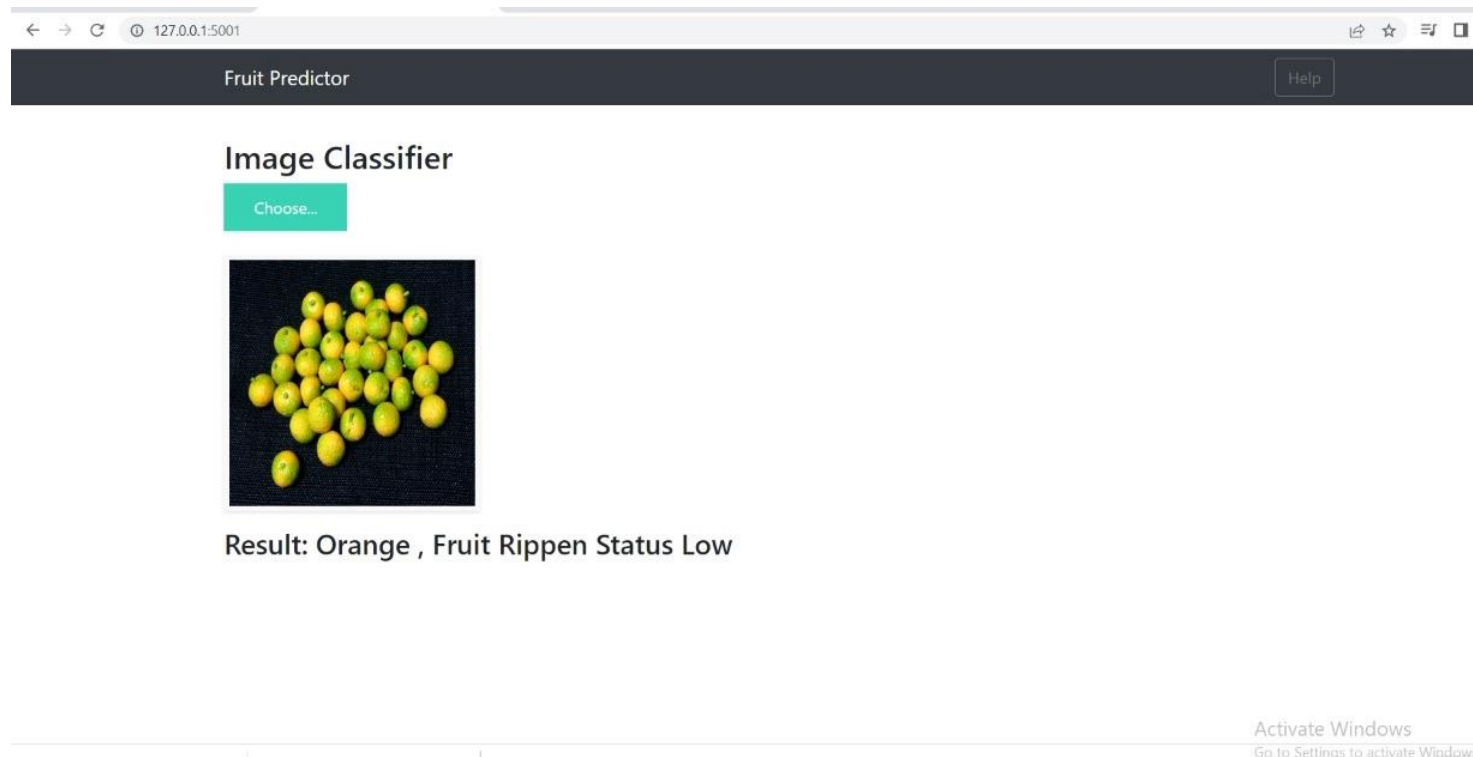 127.0.0.1:5001
Fruit Predictor
Help
Image Classifier
Choose...
Result: Orange , Fruit Rippen Status Low
Activate Windows
Go to Settings to activate Window